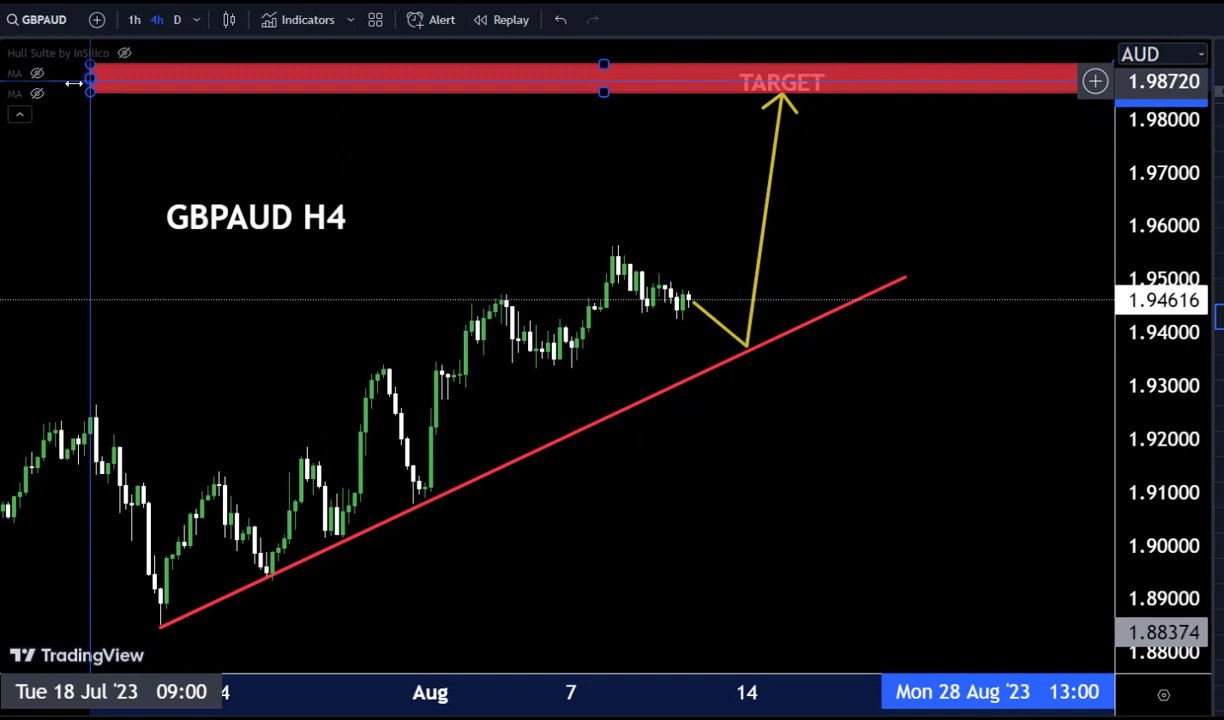 GBPAUD 1h 4h D Indicators Alert Replay
Hull Suite by InSilico
MA
MA
AUD
TARGET
1.98720
1.98000
1.97000
GBPAUD H4
1.96000
1.95000
1.94616
1.94000
1.93000
1.92000
1.91000
1.90000
1.89000
1.88374
1.88000
TradingView
Tue 18 Jul '23 09:00 4 Aug 7 14 Mon 28 Aug '23 13:00